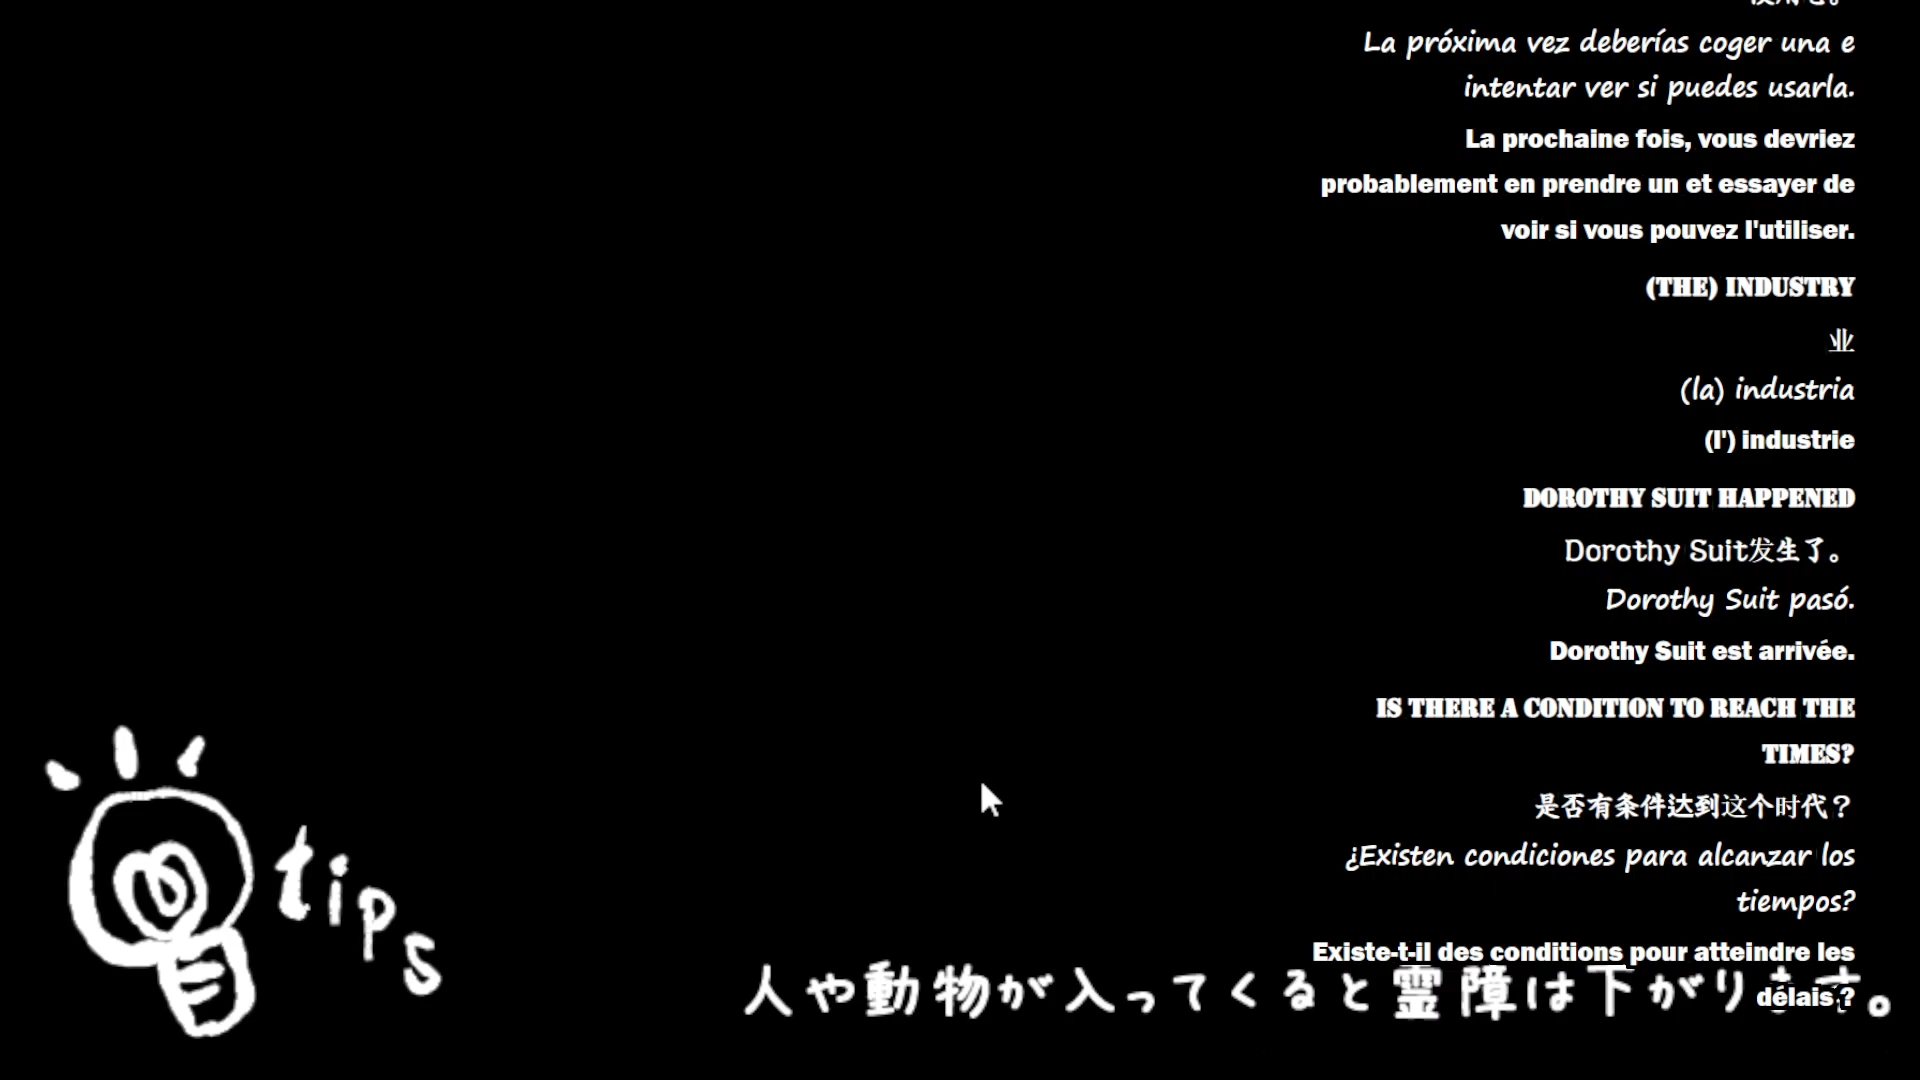 La próxima vez deberías coger una e
intentar ver si puedes usarla.
La prochaine fois, vous devriez
probablement en prendre un et essayer de
voir si vous pouvez l'utiliser.
(THE) INDUSTRY
业
(la) industria
(l') industrie
DOROTHY SUIT HAPPENED
Dorothy Suit发生了。
Dorothy Suit pasó.
Dorothy Suit est arrivée.
IS THERE A CONDITION TO REACH THE
TIMES?
是否有条件达到这个时代？
¿Existen condiciones para alcanzar los
tiempos?
Existe-t-il des conditions pour atteindre les
délais ?
tips
人や動物が入ってくると霊障は下がります。